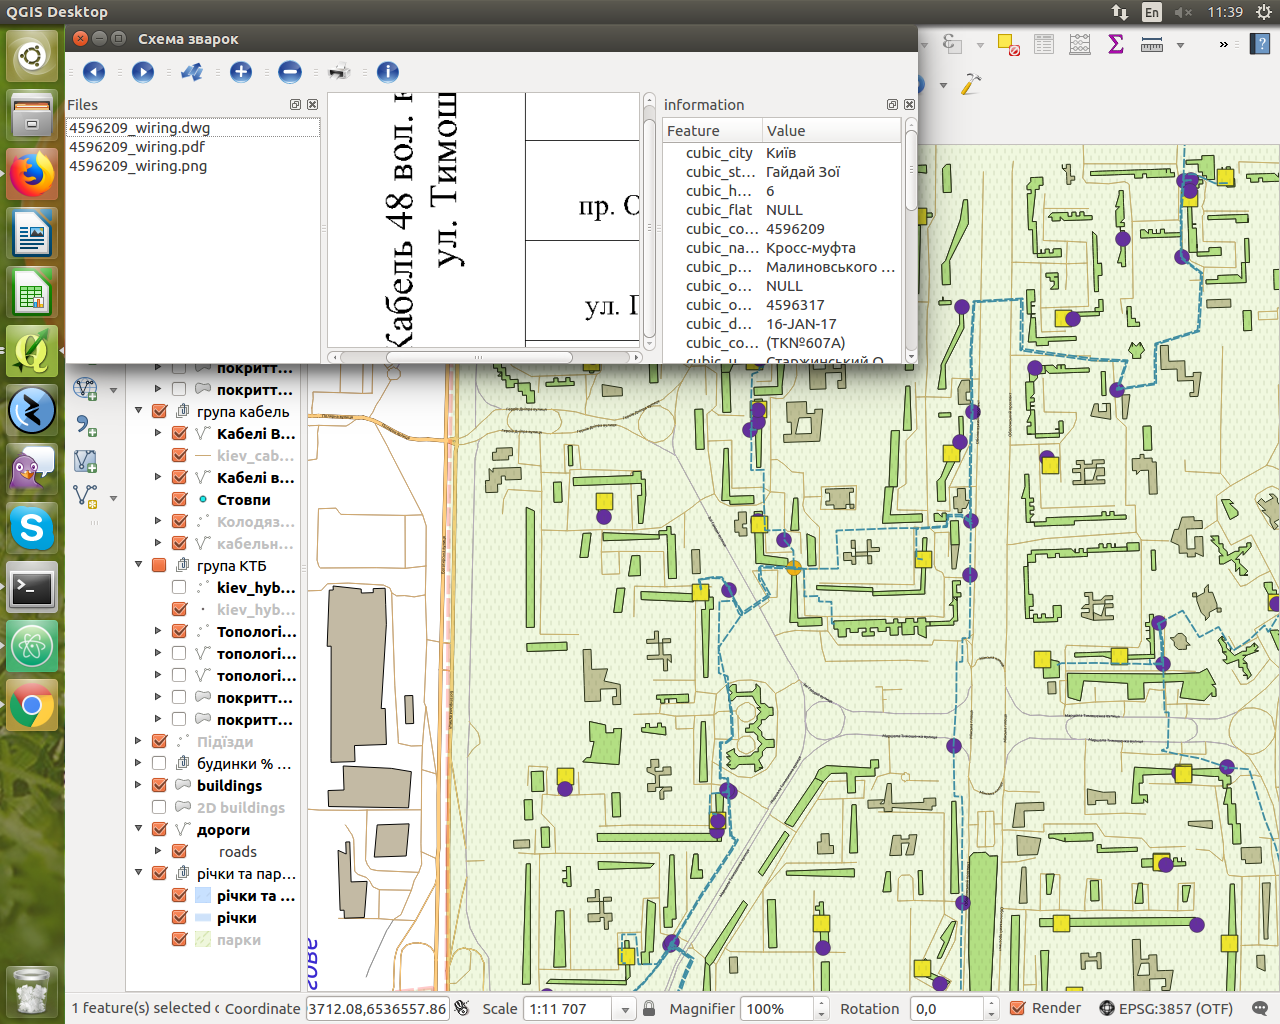 QGIS Desktop
En
11:39
Схема зварок
Files
4596209_wiring.dwg
4596209_wiring.pdf
4596209_wiring.png
Кабель 48 вол.
ул. Тимош
пр. С
ул. Г
information
Feature Value
cubic_city Київ
cubic_st... Гайдай Зої
cubic_h... 6
cubic_flat NULL
cubic_co... 4596209
cubic_na... Кросс-муфта
cubic_p... Малиновського ...
cubic_o... NULL
cubic_o... 4596317
cubic_d... 16-JAN-17
cubic_co... (ТКNº607А)
cubic_u... Старжинський О...
покритт...
група кабель
Кабелі В...
kiev_cab...
Кабелі в...
Стовпи
Колодяз...
кабельн...
група КТБ
kiev_hyb...
kiev_hyb...
Топологі...
топологі...
топологі...
покритт...
покритт...
Підїзди
будинки % ...
buildings
2D buildings
дороги
roads
річки та пар...
річки та ...
річки
парки
1 feature(s) selected
Coordinate
3712.08,6536557.86
Scale
1:11 707
Magnifier
100%
Rotation
0,0
Render
EPSG:3857 (OTF)